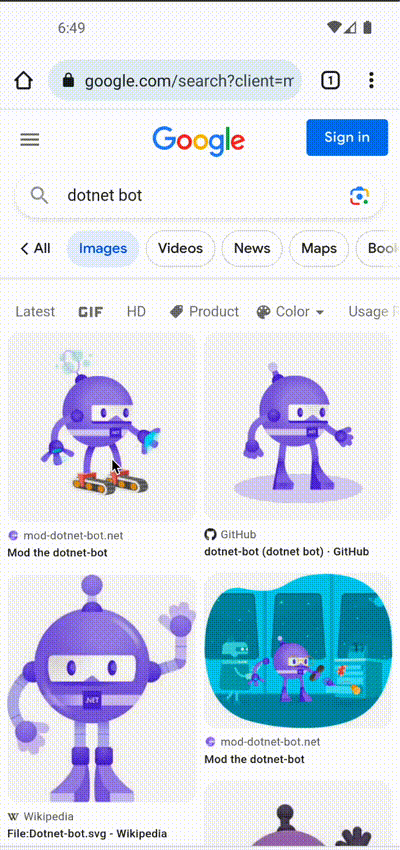 6:49
google.com/search?client=m
1
Google
Sign in
dotnet bot
All
Images
Videos
News
Maps
Book
Latest
GIF
HD
Product
Color
Usage R
.NET
mod-dotnet-bot.net
Mod the dotnet-bot
GitHub
dotnet-bot (dotnet bot) · GitHub
.NET
W Wikipedia
File:Dotnet-bot.svg - Wikipedia
mod-dotnet-bot.net
Mod the dotnet-bot